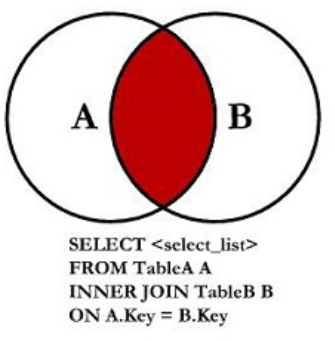 A B
SELECT <select_list>
FROM TableA A
INNER JOIN TableB B
ON A.Key = B.Key